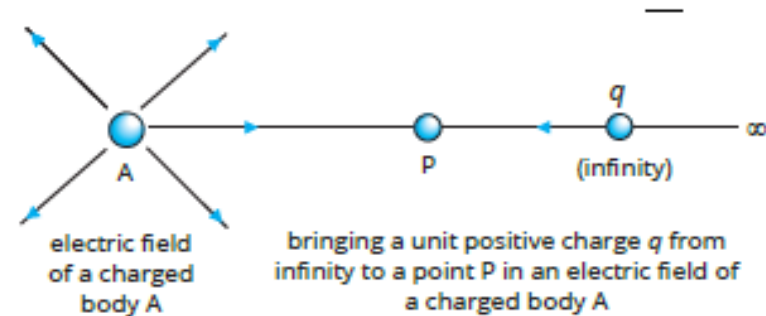 q
∞
A
P
(infinity)
electric field
of a charged
body A
bringing a unit positive charge q from
infinity to a point P in an electric field of
a charged body A